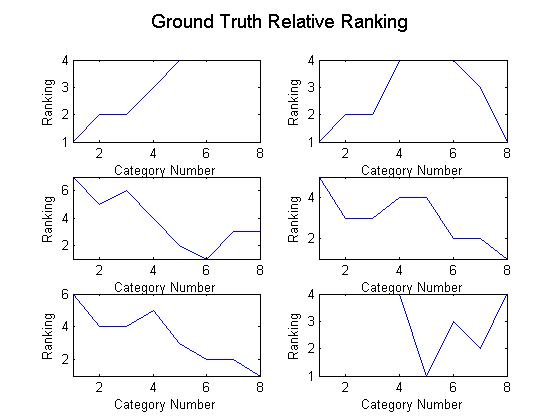 Ground Truth Relative Ranking
4 3 2 1 Ranking 2 4 6 8 Category Number
4 3 2 1 Ranking 2 4 6 8 Category Number
6 4 2 Ranking 2 4 6 8 Category Number
4 2 Ranking 2 4 6 8 Category Number
6 4 2 Ranking 2 4 6 8 Category Number
4 3 2 1 Ranking 2 4 6 8 Category Number